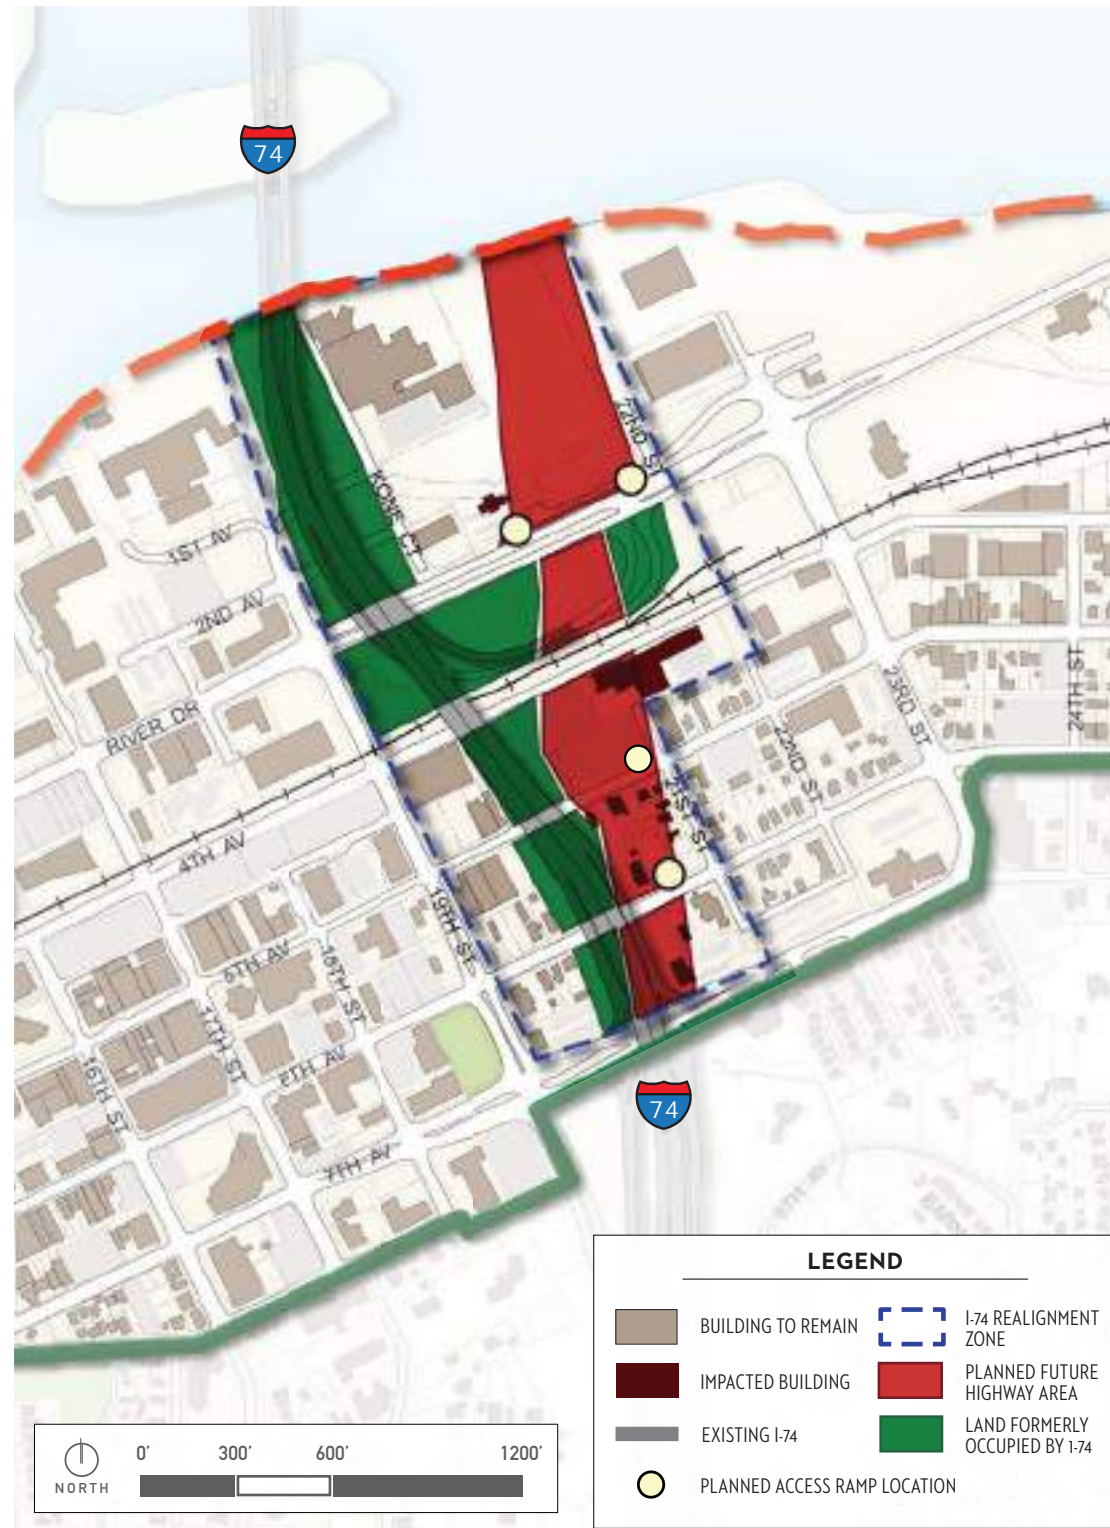 74
22ND ST
KONE CT
1ST AV
2ND AV
RIVER DR
23RD ST
24TH ST
22ND ST
21ST ST
4TH AV
19TH ST
18TH ST
17TH ST
16TH ST
7TH AV
74
LEGEND
BUILDING TO REMAIN
I-74 REALIGNMENT
ZONE
IMPACTED BUILDING
PLANNED FUTURE
HIGHWAY AREA
EXISTING I-74
LAND FORMERLY
OCCUPIED BY 1-74
PLANNED ACCESS RAMP LOCATION
0' 300' 600' 1200'
NORTH